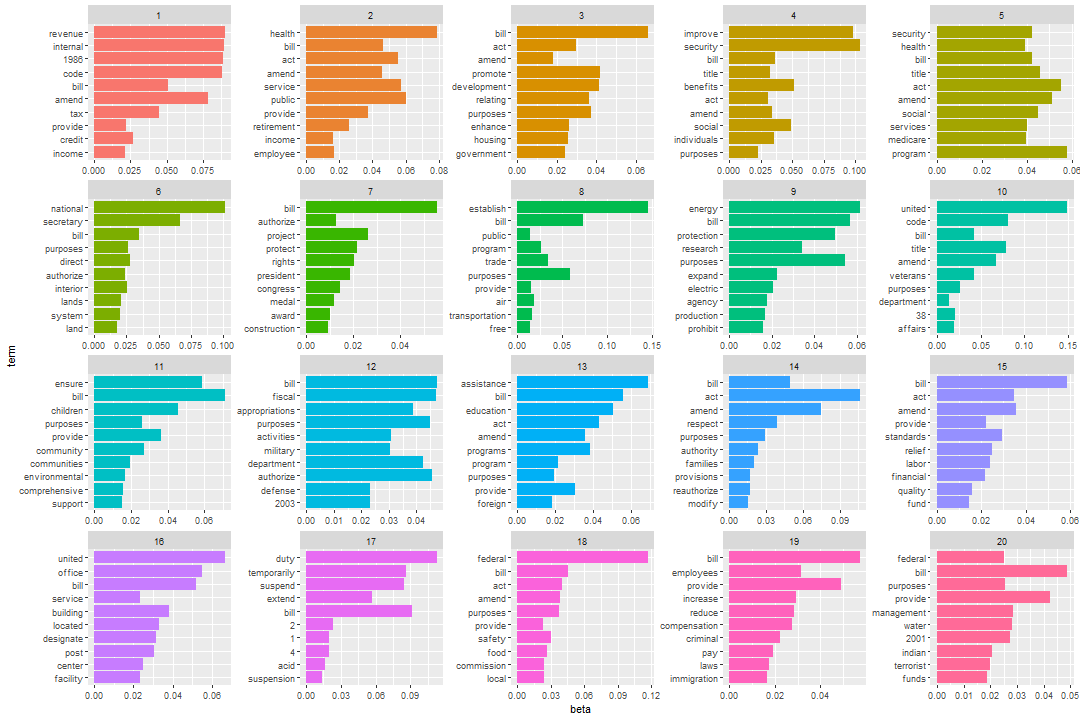 1
revenue
internal
1986
code
bill
amend
tax
provide
credit
income
0.000 0.025 0.050 0.075
2
health
bill
act
amend
service
public
provide
retirement
income
employee
0.00 0.02 0.04 0.06 0.08
3
bill
act
amend
promote
development
relating
purposes
enhance
housing
government
0.00 0.02 0.04 0.06
4
improve
security
bill
title
benefits
act
amend
social
individuals
purposes
0.000 0.025 0.050 0.075 0.100
5
security
health
bill
title
act
amend
social
services
medicare
program
0.00 0.02 0.04 0.06
6
national
secretary
bill
purposes
direct
authorize
interior
lands
system
land
0.000 0.025 0.050 0.075 0.100
7
bill
authorize
project
protect
rights
president
congress
medal
award
construction
0.00 0.04
8
establish
bill
public
program
trade
purposes
provide
air
transportation
free
0.00 0.05 0.10 0.15
9
energy
bill
protection
research
purposes
expand
electric
agency
production
prohibit
0.00 0.02 0.04 0.06
10
united
code
bill
title
amend
veterans
purposes
department
38
affairs
0.00 0.05 0.10 0.15
term
11
ensure
bill
children
purposes
provide
community
communities
environmental
comprehensive
support
0.00 0.02 0.04 0.06
12
bill
fiscal
appropriations
purposes
activities
military
department
authorize
defense
2003
0.00 0.01 0.02 0.03 0.04
13
assistance
bill
education
act
amend
programs
program
purposes
provide
foreign
0.00 0.02 0.04 0.06
14
bill
act
amend
respect
purposes
authority
families
provisions
reauthorize
modify
0.00 0.03 0.06 0.09
15
bill
act
amend
provide
standards
relief
labor
financial
quality
fund
0.00 0.02 0.04 0.06
16
united
office
bill
service
building
located
designate
post
center
facility
0.00 0.02 0.04 0.06
17
duty
temporarily
suspend
extend
bill
2
1
4
acid
suspension
0.00 0.03 0.06 0.09
18
federal
bill
act
amend
purposes
provide
safety
food
commission
local
0.00 0.03 0.06 0.09 0.12
19
bill
employees
provide
increase
reduce
compensation
criminal
pay
laws
immigration
0.00 0.02 0.04
20
federal
bill
purposes
provide
management
water
2001
indian
terrorist
funds
0.00 0.01 0.02 0.03 0.04 0.05
beta